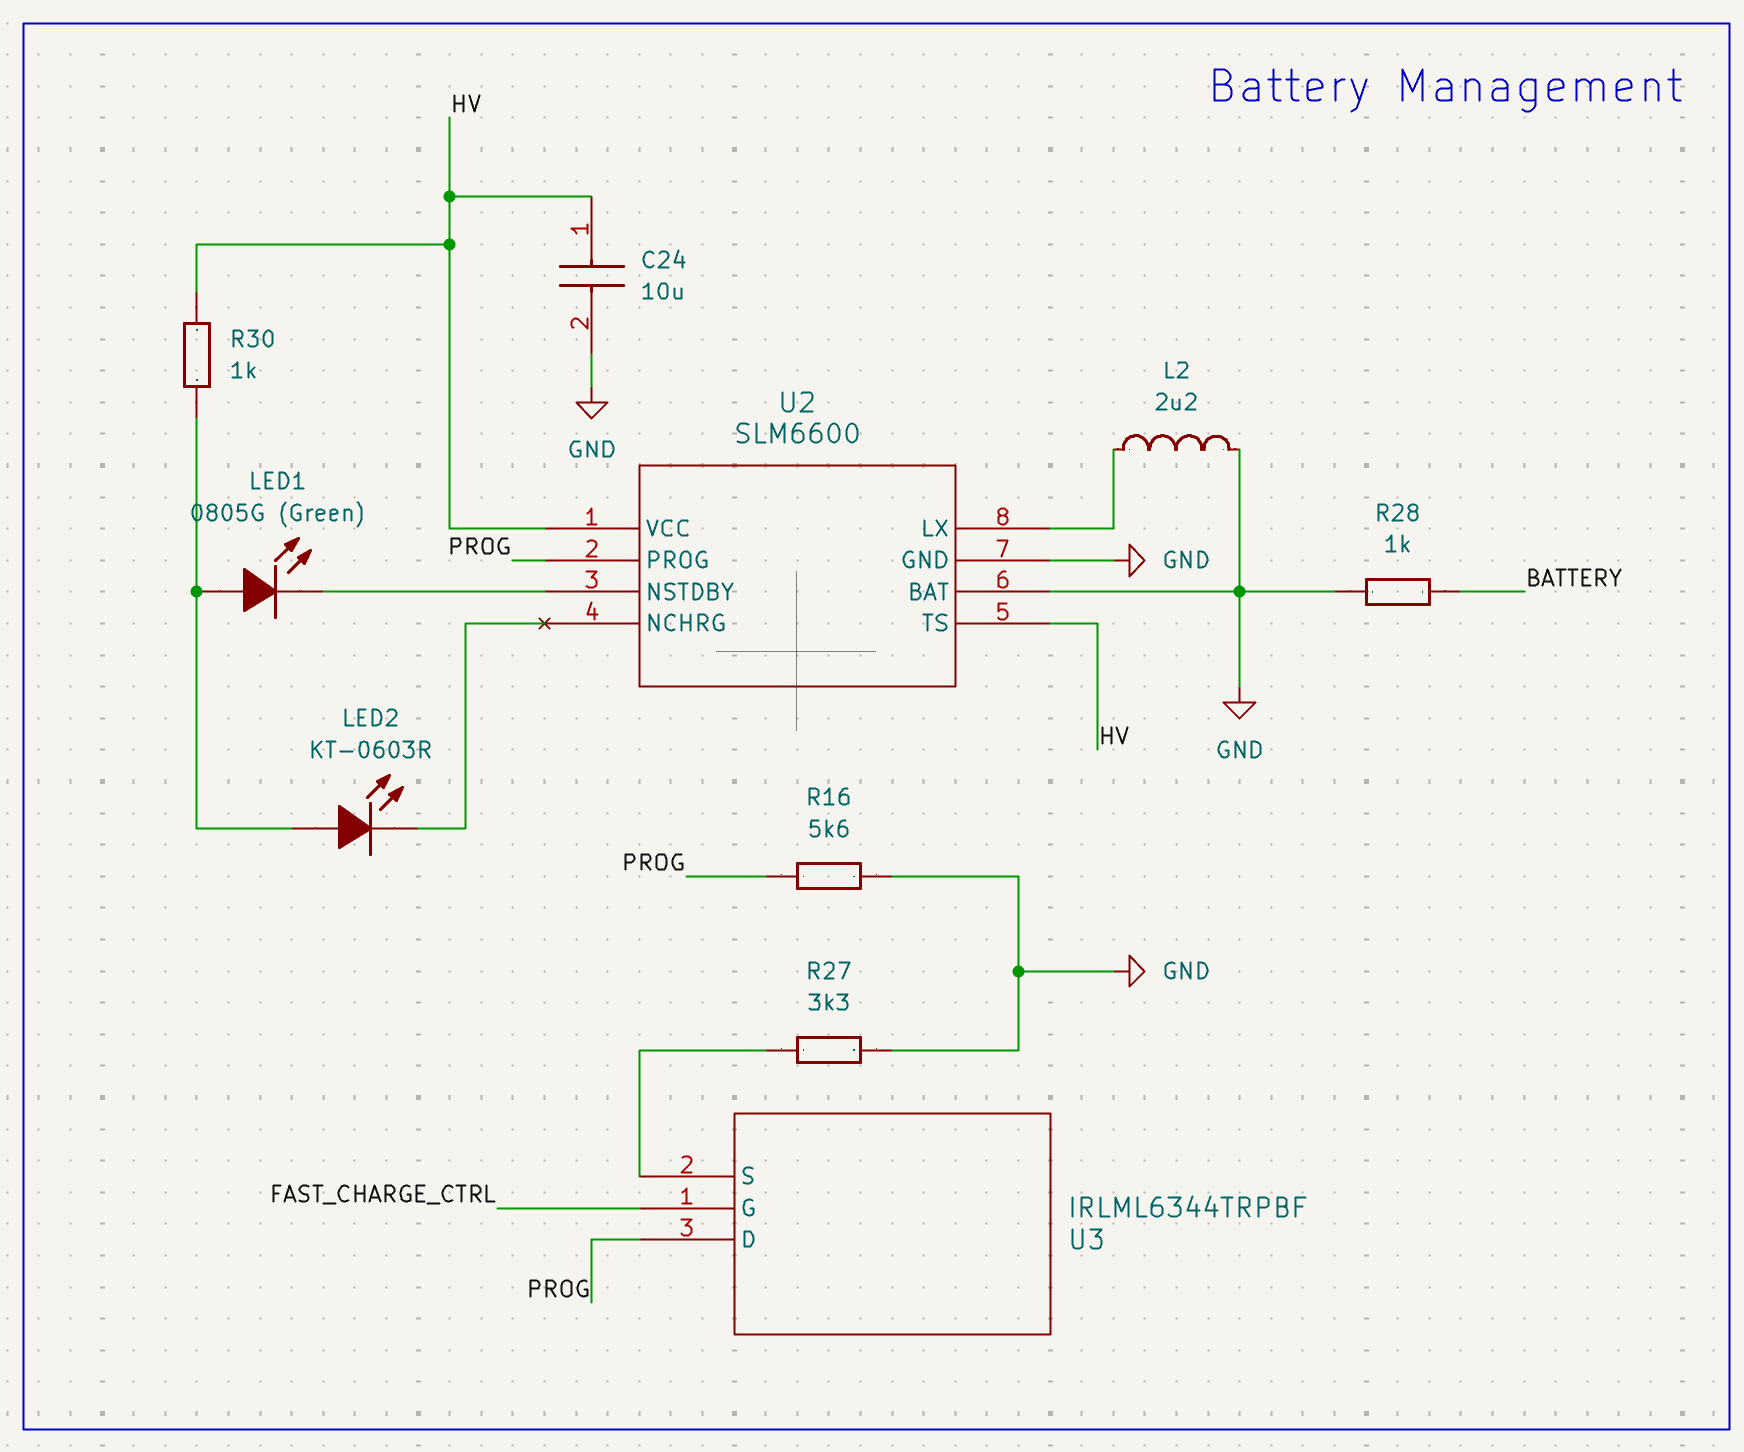 Battery Management
HV
1
C24
10u
2
GND
R30
1k
U2
SLM6600
L2
2u2
LED1
0805G (Green)
PROG
1
VCC
2
PROG
3
NSTDBY
4
NCHRG
LX
8
GND
7
GND
BAT
6
TS
5
R28
1k
BATTERY
HV
GND
LED2
KT-0603R
R16
5k6
PROG
GND
R27
3k3
2
S
FAST_CHARGE_CTRL
1
G
3
D
PROG
IRLML6344TRPBF
U3